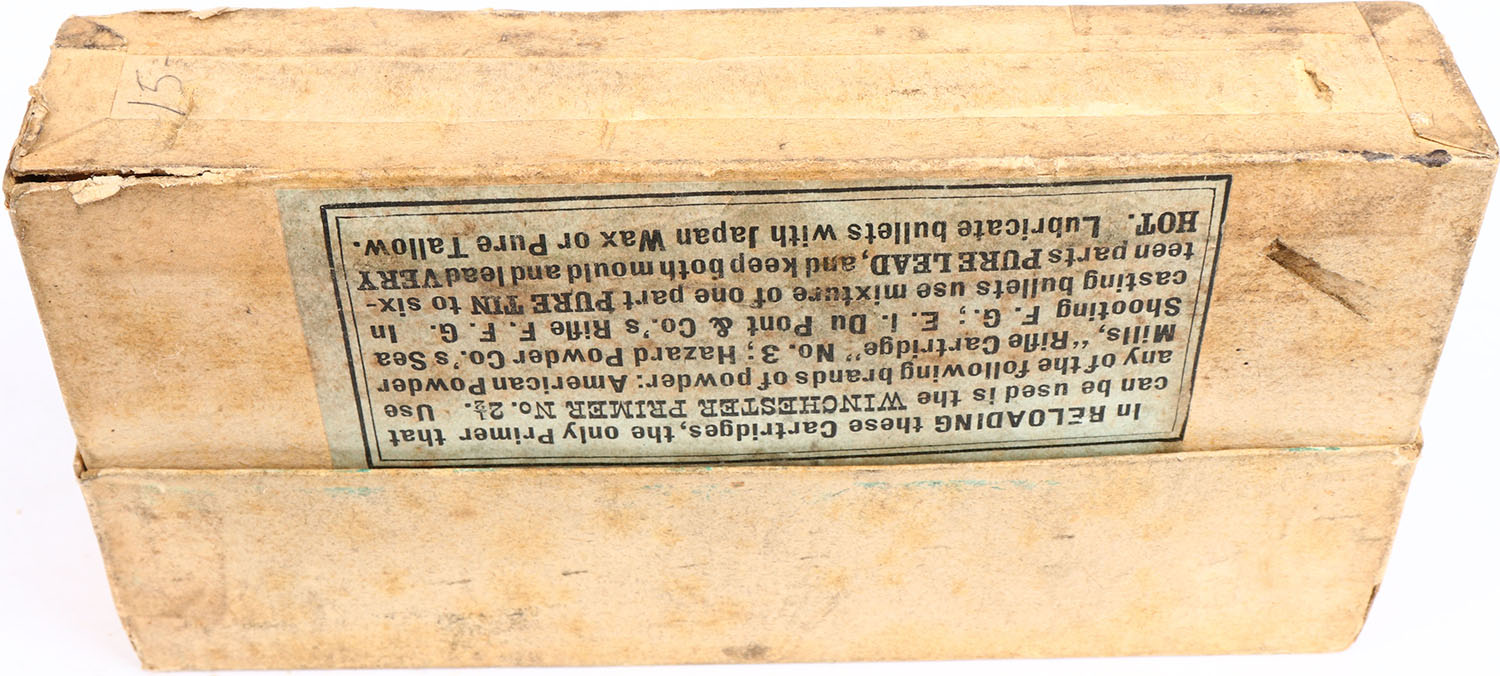 In RELOADING these Cartridges, the only Primer that
can be used is the WINCHESTER PRIMER No. 2½. Use
any of the following brands of powder: American Powder
Mills, "Rifle Cartridge" No. 3; Hazard Powder Co.'s Sea
Shooting F. G.; E. I. Du Pont & Co.'s Rifle F. F. G. In
casting bullets use mixture of one part PURE TIN to six-
teen parts PURE LEAD, and keep both mould and lead VERY
HOT. Lubricate bullets with Japan Wax or Pure Tallow.
15